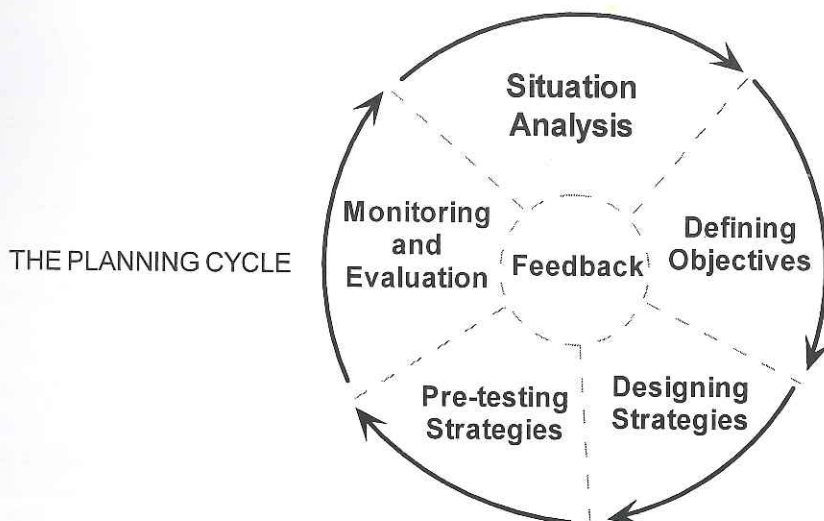 THE PLANNING CYCLE
Situation
Analysis
Defining
Objectives
Designing
Strategies
Pre-testing
Strategies
Monitoring
and
Evaluation
Feedback